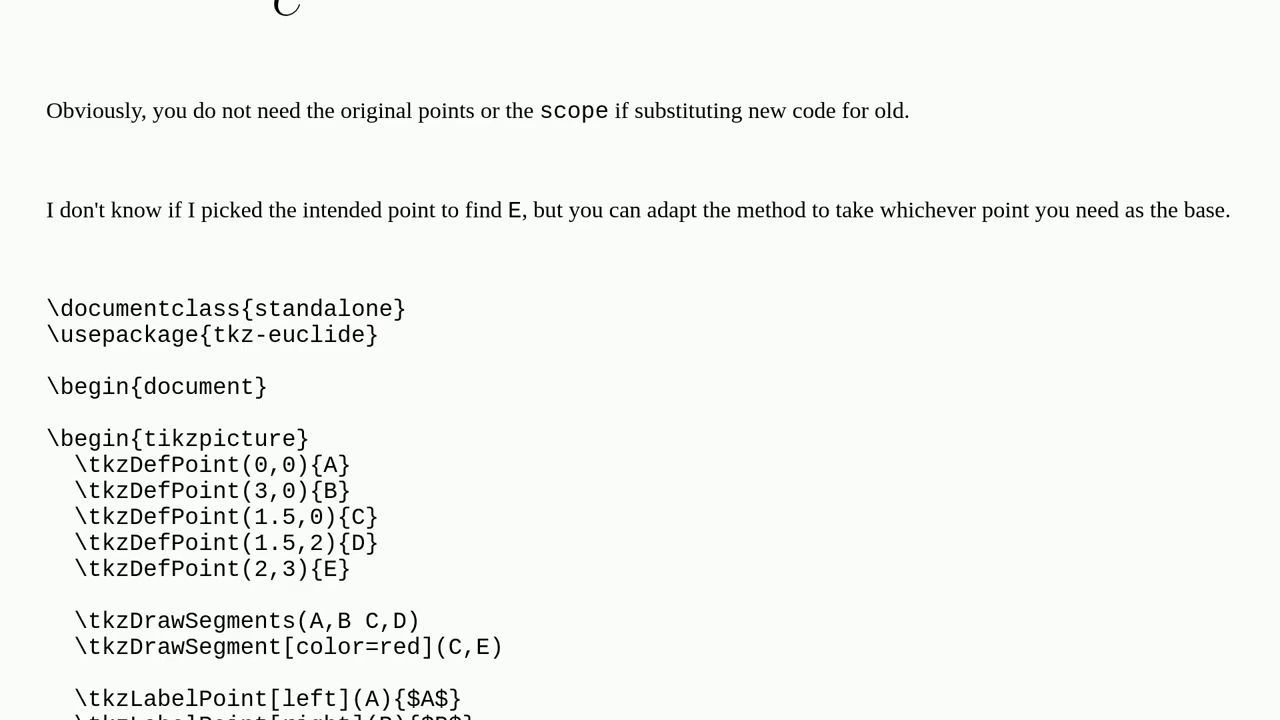 Obviously, you do not need the original points or the scope if substituting new code for old.
I don't know if I picked the intended point to find E, but you can adapt the method to take whichever point you need as the base.
\documentclass{standalone}
\usepackage{tkz-euclide}
\begin{document}
\begin{tikzpicture}
  \tkzDefPoint(0,0){A}
  \tkzDefPoint(3,0){B}
  \tkzDefPoint(1.5,0){C}
  \tkzDefPoint(1.5,2){D}
  \tkzDefPoint(2,3){E}
  \tkzDrawSegments(A,B C,D)
  \tkzDrawSegment[color=red](C,E)
  \tkzLabelPoint[left](A){$A$}
  \tkzLabelPoint[right](B){$B$}